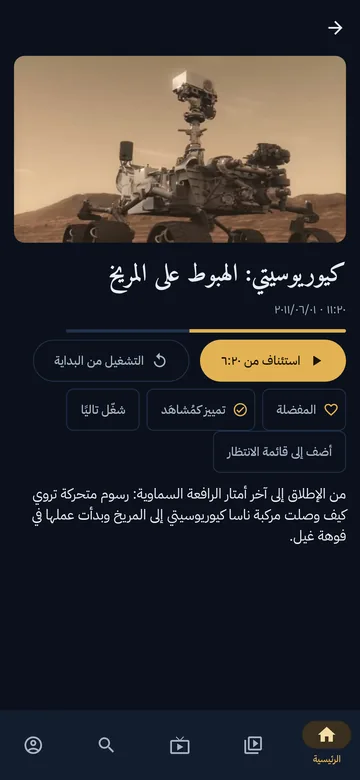 كيوريوسيتي: الهبوط على المريخ
١١:٢٠ · ٢٠١١/٠٦/٠١
استئناف من ٦:٢٠
التشغيل من البداية
المفضلة
تمييز كمُشاهَد
شغّل تاليًا
أضف إلى قائمة الانتظار
من الإطلاق إلى آخر أمتار الرافعة السماوية: رسوم متحركة تروي
كيف وصلت مركبة ناسا كيوريوسيتي إلى المريخ وبدأت عملها في
فوهة غيل.
الرئيسية